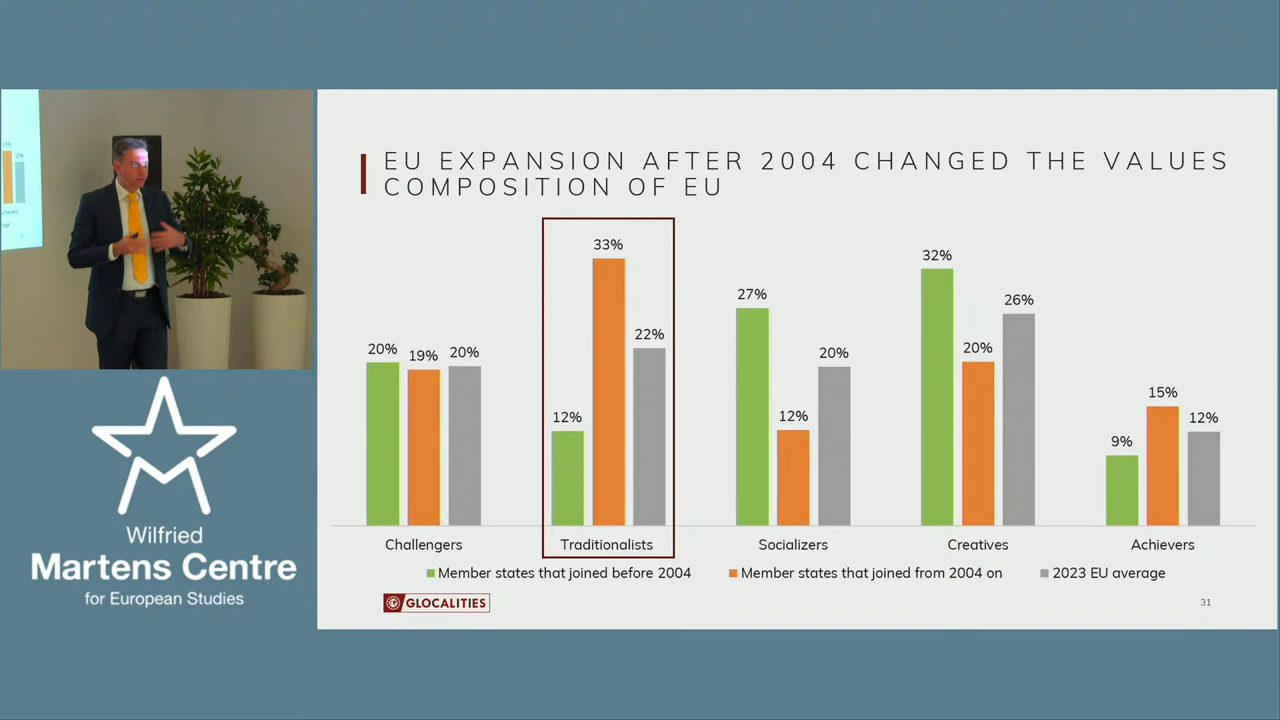 EU EXPANSION AFTER 2004 CHANGED THE VALUES
COMPOSITION OF EU
20% 19% 20%
12% 33% 22%
27% 12% 20%
32% 20% 26%
9% 15% 12%
Challengers Traditionalists Socializers Creatives Achievers
Member states that joined before 2004 Member states that joined from 2004 on 2023 EU average
GLOCALITIES
31
Wilfried
Martens Centre
for European Studies